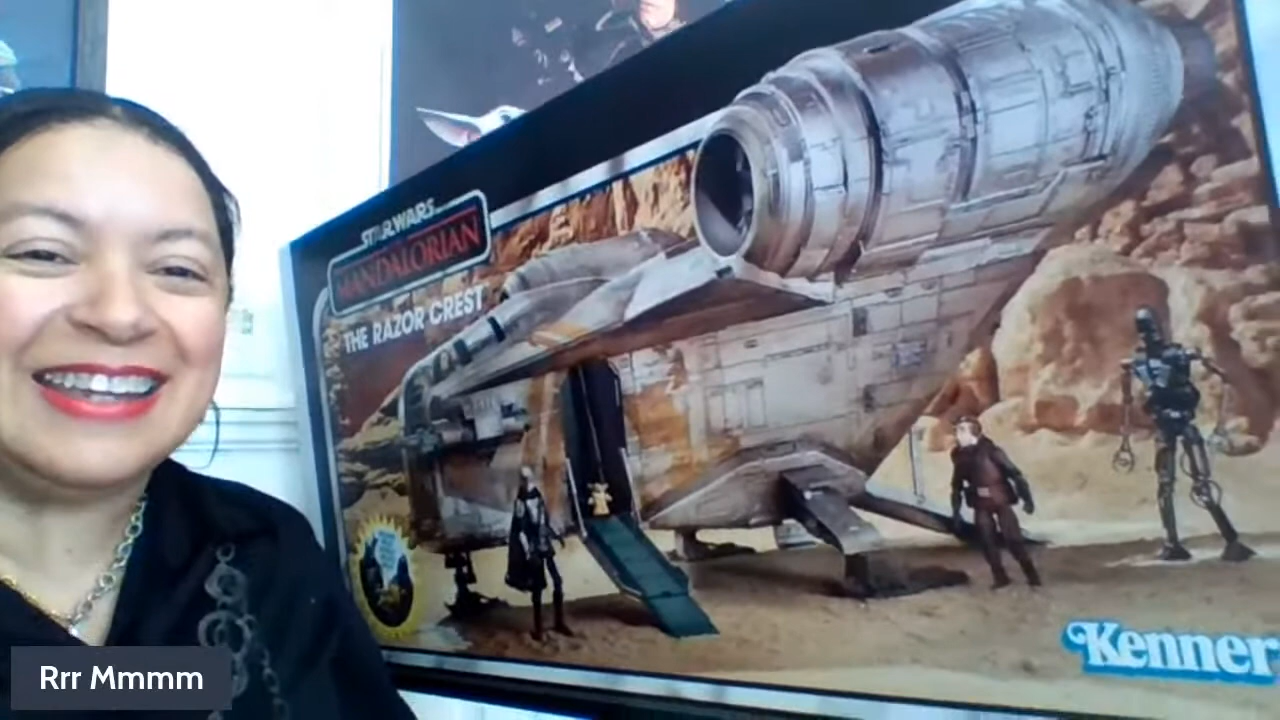 STAR WARS
MANDALORIAN
THE RAZOR CREST
Kenner
Rrr Mmmm